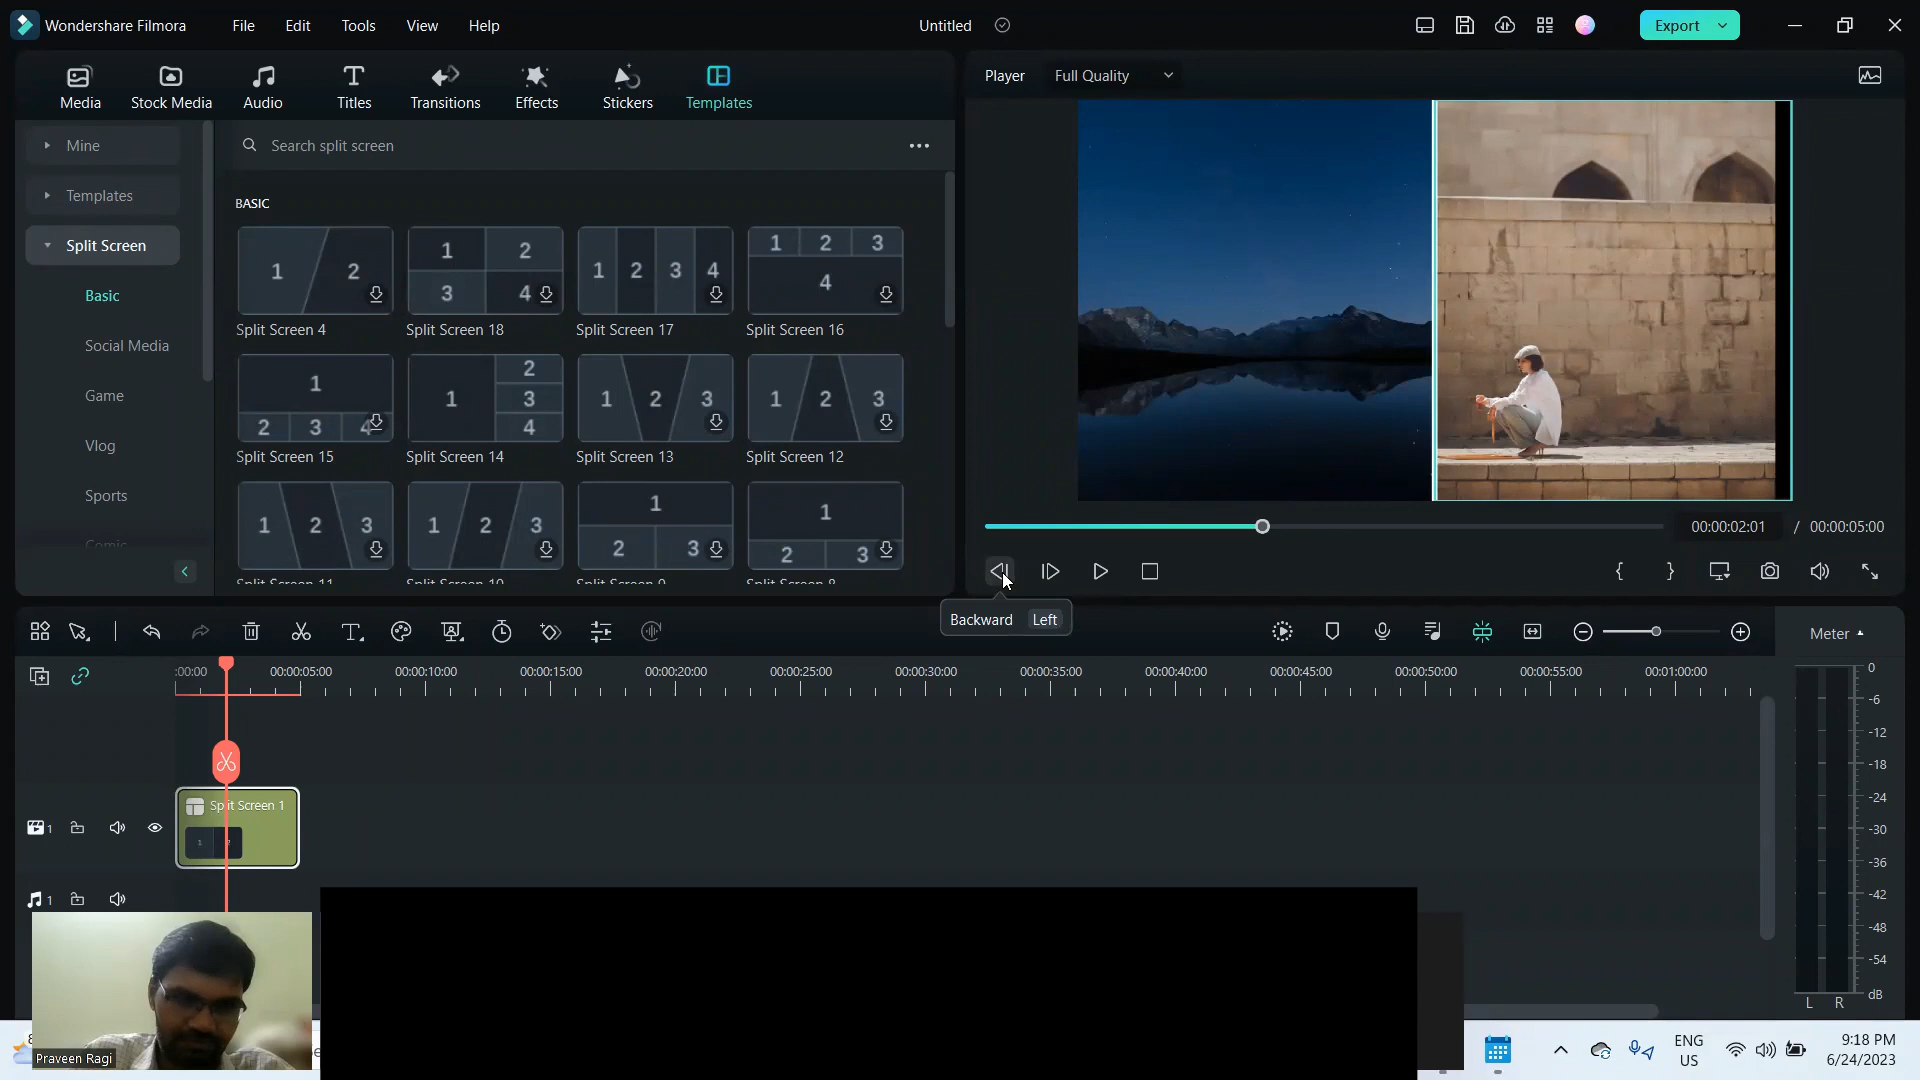 Wondershare Filmora
File
Edit
Tools
View
Help
Untitled
Export
Media
Stock Media
Audio
Titles
Transitions
Effects
Stickers
Templates
Player
Full Quality
Mine
Templates
Split Screen
Basic
Social Media
Game
Vlog
Sports
Comic
Search split screen
BASIC
1 2
1 2 3 4
1 2 3 4
1 2 3 4
Split Screen 4
Split Screen 18
Split Screen 17
Split Screen 16
1 2 3 4
1 2 3 4
1 2 3
1 2 3
Split Screen 15
Split Screen 14
Split Screen 13
Split Screen 12
1 2 3
1 2 3
1 2 3
1 2 3
Split Screen 11
Split Screen 10
Split Screen 9
Split Screen 8
00:00:02:01 / 00:00:05:00
Backward Left
Meter
:00:00
00:00:05:00
00:00:10:00
00:00:15:00
00:00:20:00
00:00:25:00
00:00:30:00
00:00:35:00
00:00:40:00
00:00:45:00
00:00:50:00
00:00:55:00
00:01:00:00
0
-6
-12
-18
-24
-30
-36
-42
-48
-54
dB
L R
Split Screen 1
1
1
Praveen Ragi
ENG
US
9:18 PM
6/24/2023